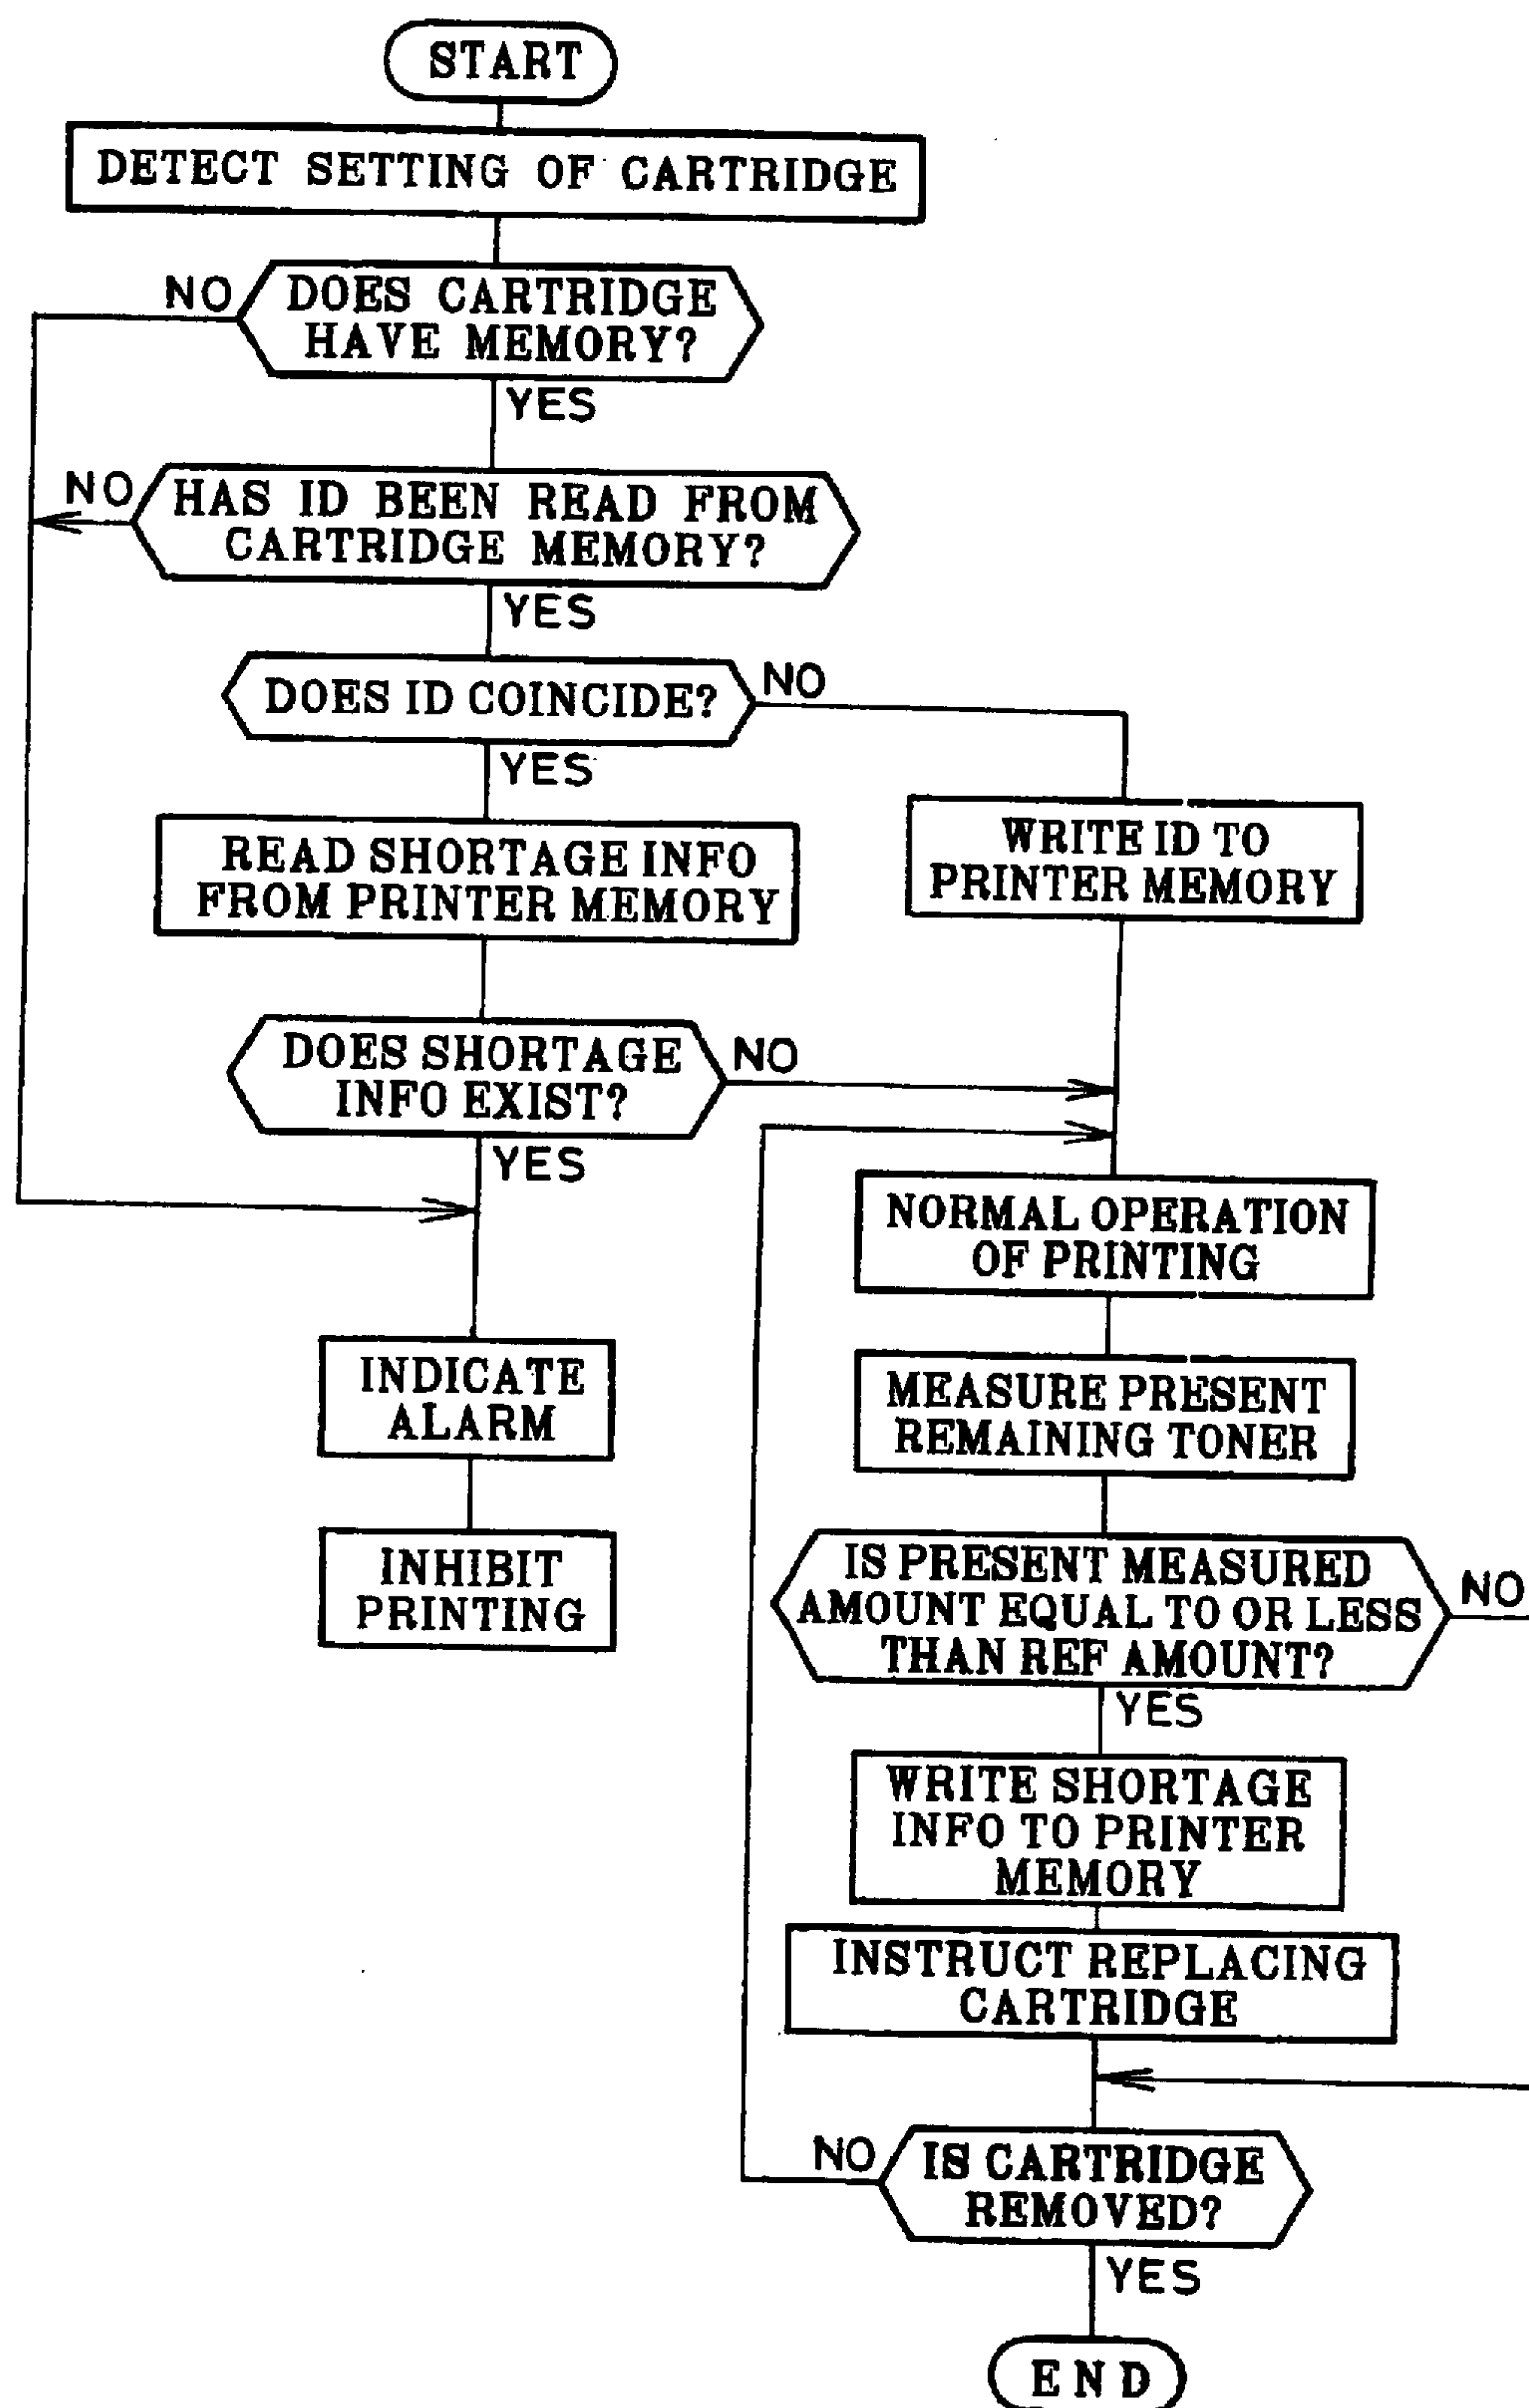 START
DETECT SETTING OF CARTRIDGE
NO
DOES CARTRIDGE
HAVE MEMORY?
YES
NO
HAS ID BEEN READ FROM
CARTRIDGE MEMORY?
YES
DOES ID COINCIDE?
NO
YES
READ SHORTAGE INFO
FROM PRINTER MEMORY
WRITE ID TO
PRINTER MEMORY
DOES SHORTAGE
INFO EXIST?
NO
YES
NORMAL OPERATION
OF PRINTING
INDICATE
ALARM
MEASURE PRESENT
REMAINING TONER
INHIBIT
PRINTING
IS PRESENT MEASURED
AMOUNT EQUAL TO OR LESS
THAN REF AMOUNT?
NO
YES
WRITE SHORTAGE
INFO TO PRINTER
MEMORY
INSTRUCT REPLACING
CARTRIDGE
NO
IS CARTRIDGE
REMOVED?
YES
END